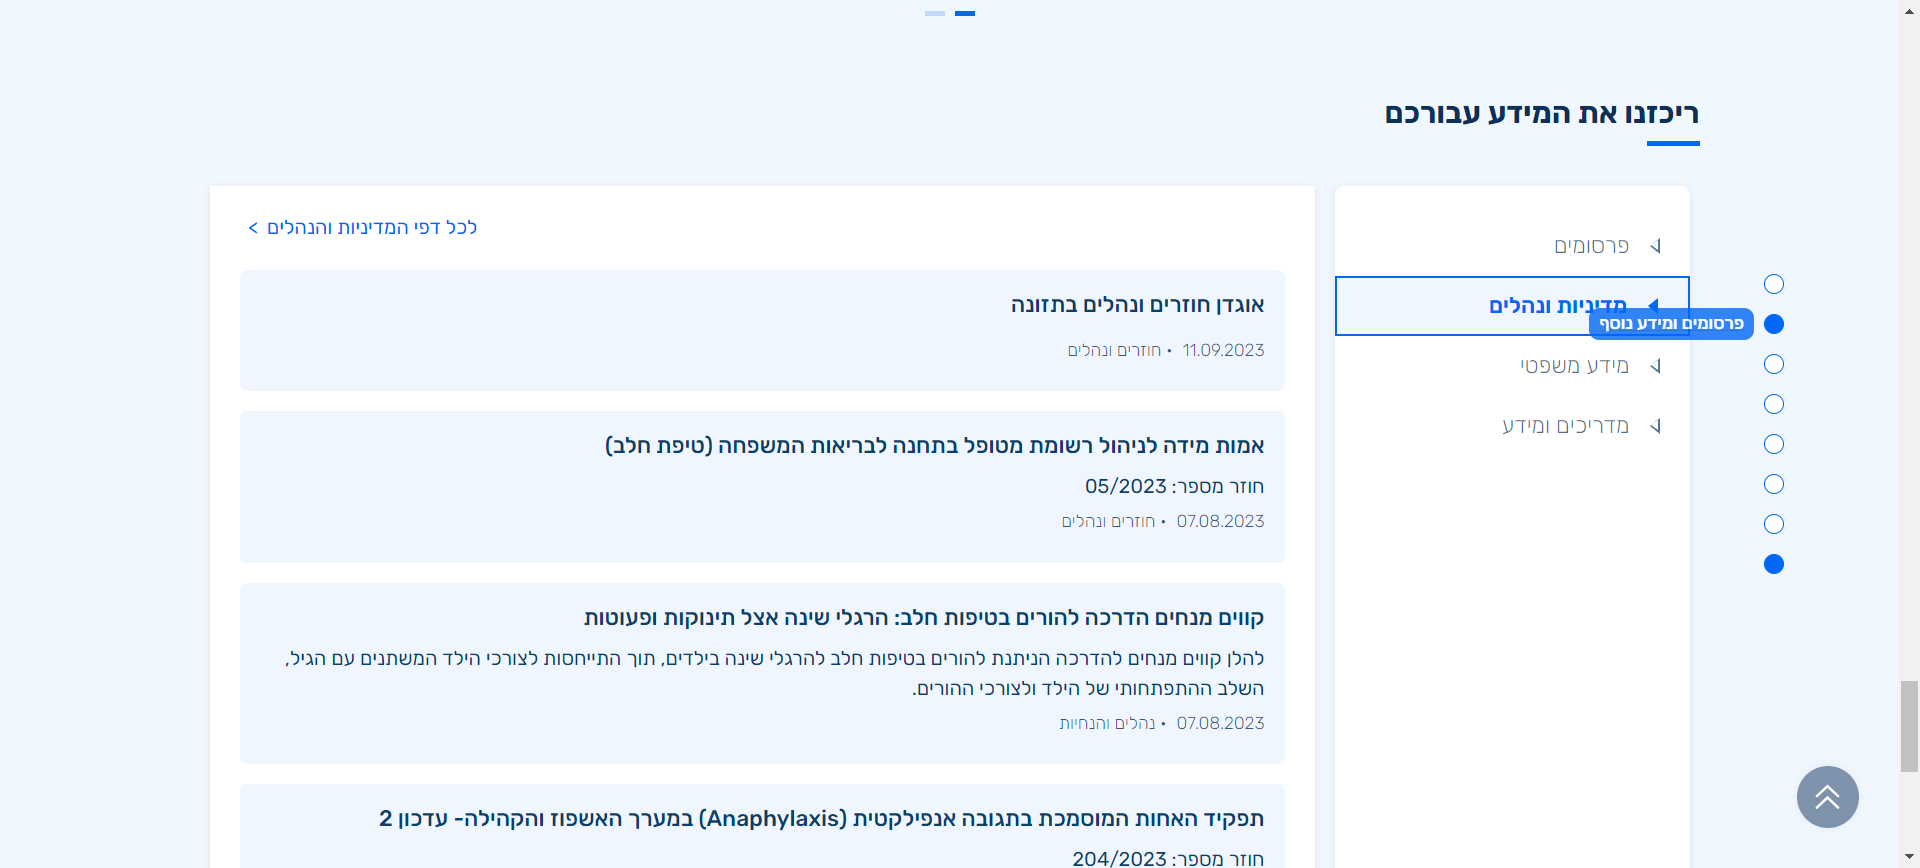 ריכזנו את המידע עבורכם
פרסומים
מדיניות ונהלים
פרסומים ומידע נוסף
מידע משפטי
מדריכים ומידע
לכל דפי המדיניות והנהלים >
אוגדן חוזרים ונהלים בתזונה
11.09.2023 • חוזרים ונהלים
אמות מידה לניהול רשומת מטופל בתחנה לבריאות המשפחה (טיפת חלב)
חוזר מספר: 05/2023
07.08.2023 • חוזרים ונהלים
קווים מנחים הדרכה להורים בטיפות חלב: הרגלי שינה אצל תינוקות ופעוטות
להלן קווים מנחים להדרכה הניתנת להורים בטיפות חלב להרגלי שינה בילדים, תוך התייחסות לצורכי הילד המשתנים עם הגיל,
השלב ההתפתחותי של הילד ולצורכי ההורים.
07.08.2023 • נהלים והנחיות
תפקיד האחות המוסמכת בתגובה אנפילקטית (Anaphylaxis) במערך האשפוז והקהילה- עדכון 2
חוזר מספר: 204/2023